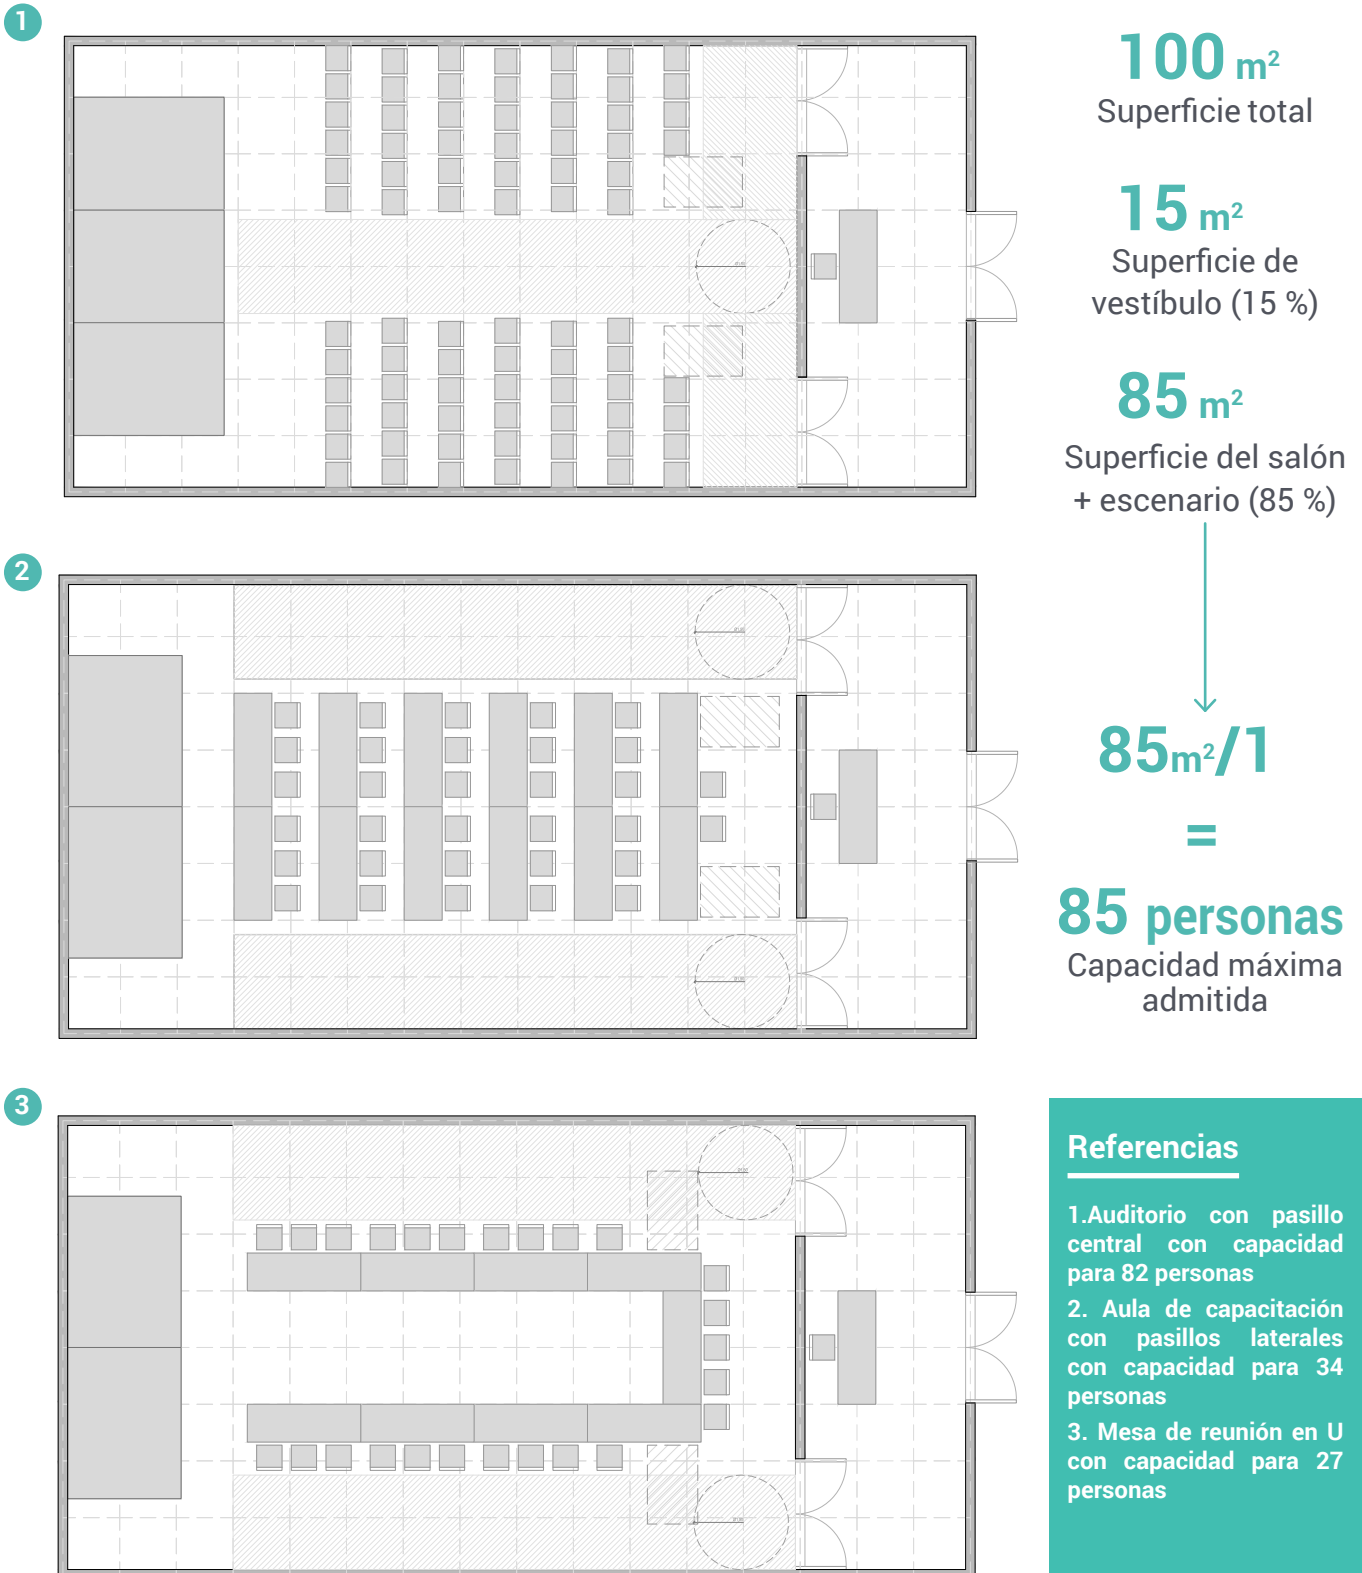 1
100 m²
Superficie total
15 m²
Superficie de
vestíbulo (15 %)
85 m²
Superficie del salón
+ escenario (85 %)
2
85m²/1
=
85 personas
Capacidad máxima
admitida
3
Referencias
1.Auditorio con pasillo
central con capacidad
para 82 personas
2. Aula de capacitación
con pasillos laterales
con capacidad para 34
personas
3. Mesa de reunión en U
con capacidad para 27
personas